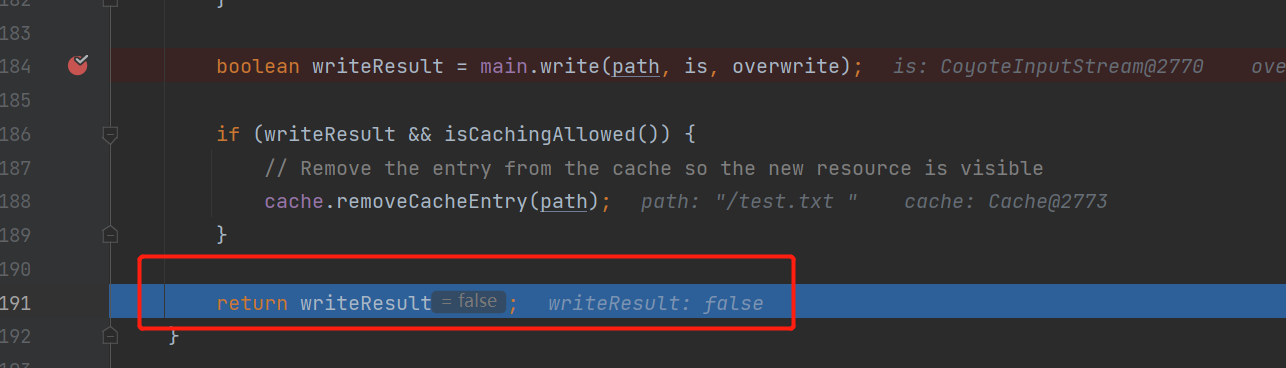 182 }
183
184 boolean writeResult = main.write(path, is, overwrite); is: CoyoteInputStream@2770 ove
185
186 if (writeResult && isCachingAllowed()) {
187 // Remove the entry from the cache so the new resource is visible
188 cache.removeCacheEntry(path); path: "/test.txt " cache: Cache@2773
189 }
190
191 return writeResult = false ; writeResult: false
192 }
193